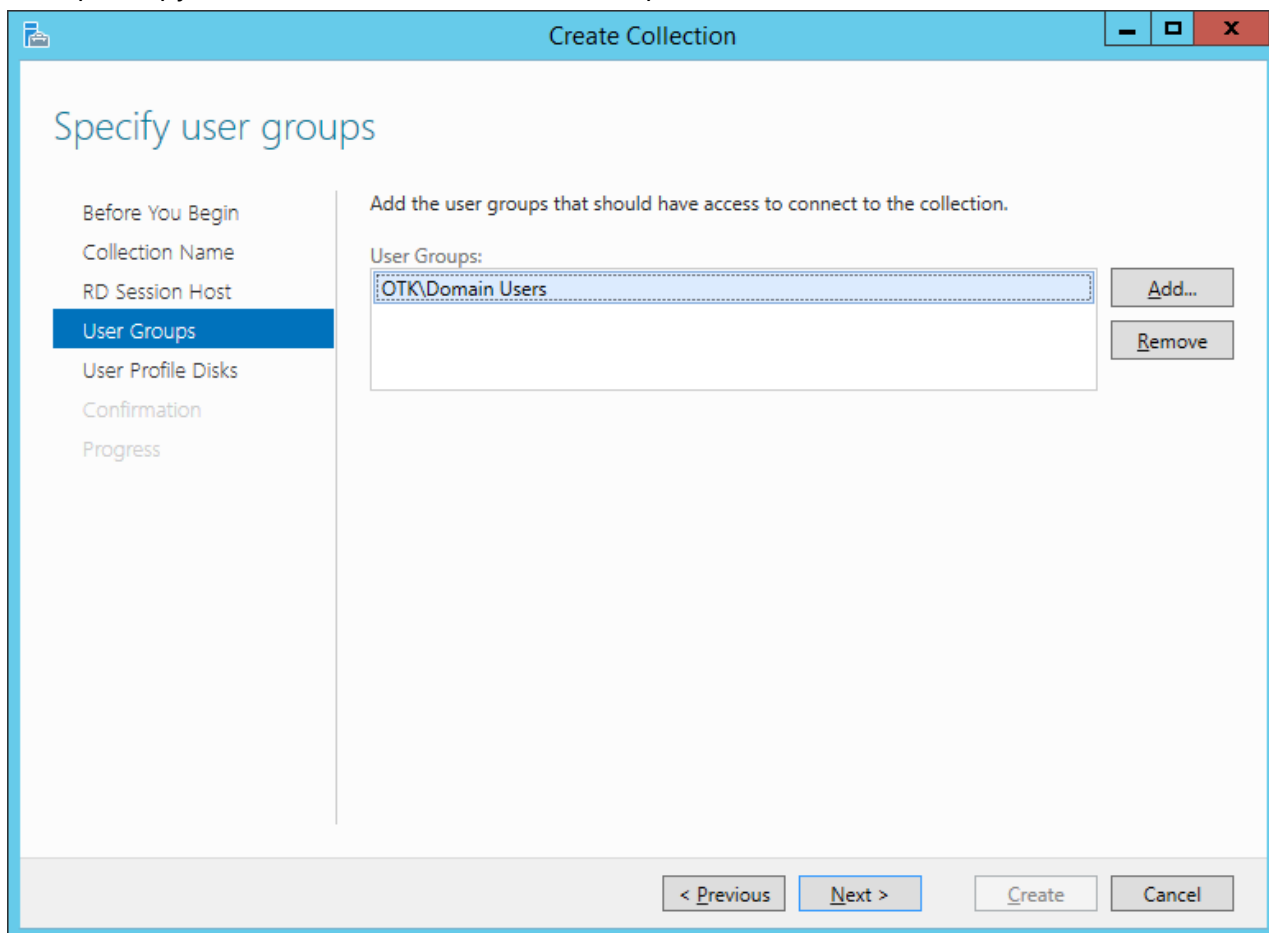 Create Collection
Specify user groups
Before You Begin
Collection Name
RD Session Host
User Groups
User Profile Disks
Confirmation
Progress
Add the user groups that should have access to connect to the collection.
User Groups:
OTK\Domain Users
Add...
Remove
< Previous
Next >
Create
Cancel